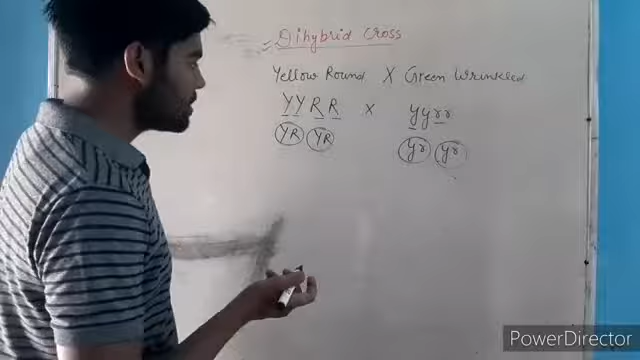 Dihybrid Cross
Yellow Round X Green Wrinkled
YYRR x yyrr
YR YR yr yr
PowerDirector